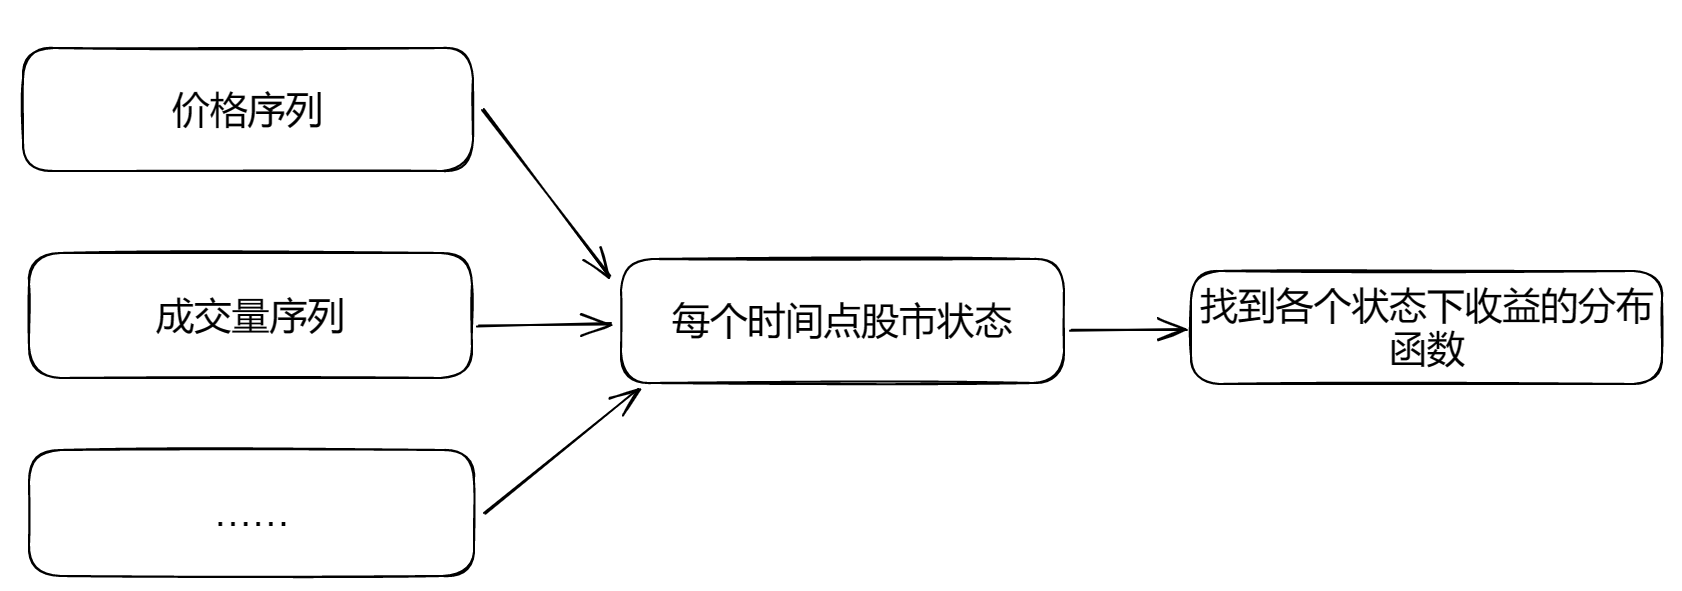 价格序列
成交量序列
……
每个时间点股市状态
找到各个状态下收益的分布
函数